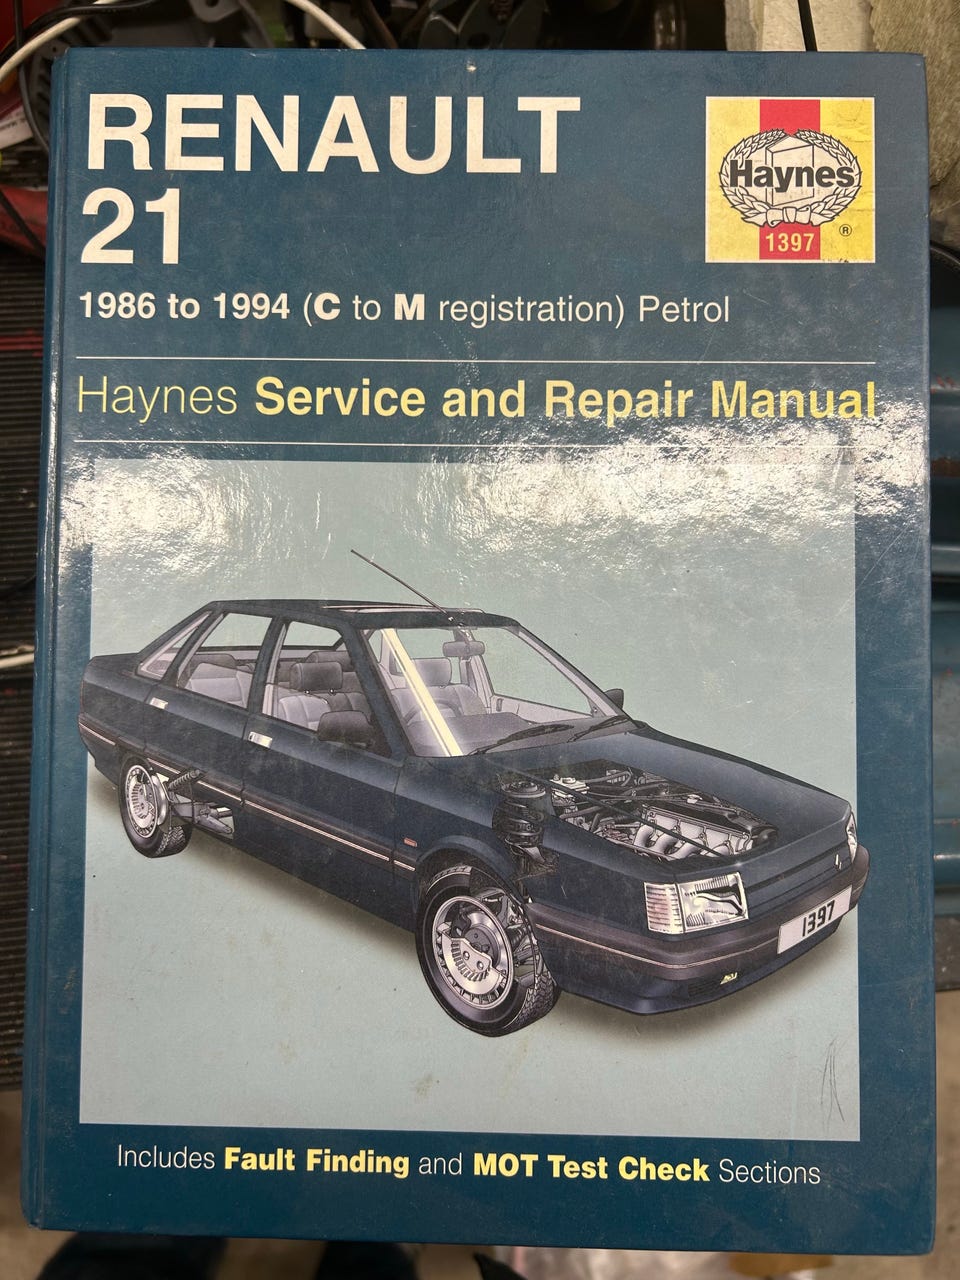 RENAULT
21
Haynes
®
1397
1986 to 1994 (C to M registration) Petrol
Haynes Service and Repair Manual
1397
Includes Fault Finding and MOT Test Check Sections